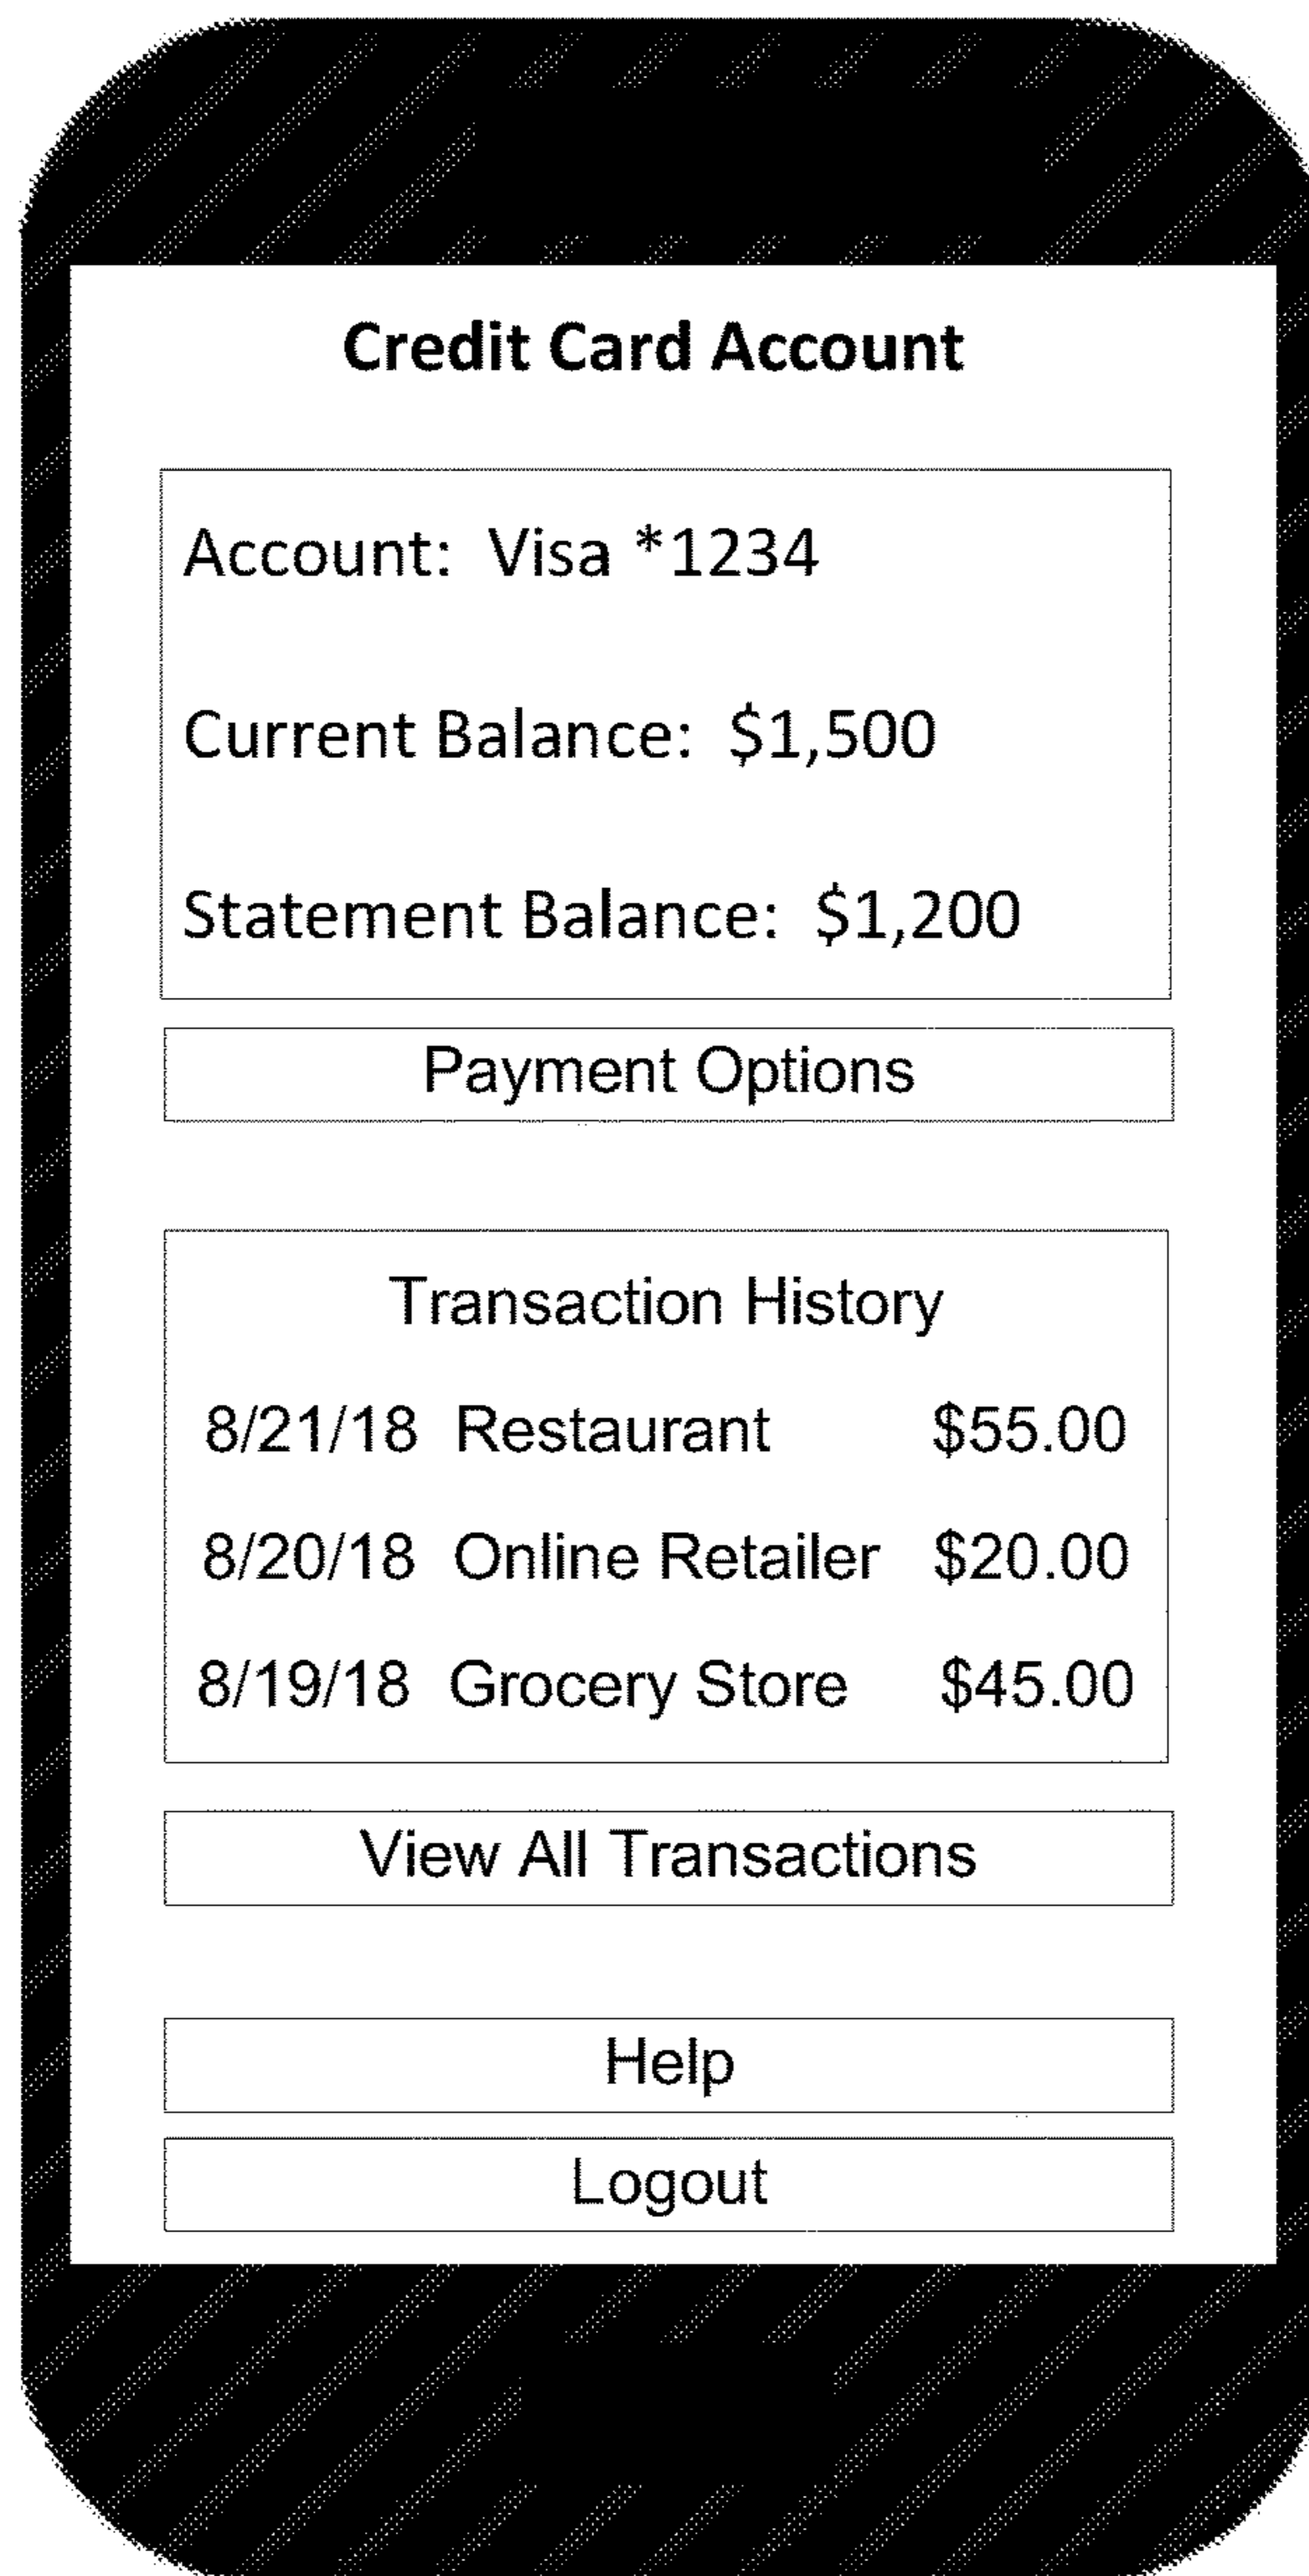 Credit Card Account
Account: Visa *1234
Current Balance: $1,500
Statement Balance: $1,200
Payment Options
Transaction History
8/21/18 Restaurant $55.00
8/20/18 Online Retailer $20.00
8/19/18 Grocery Store $45.00
View All Transactions
Help
Logout